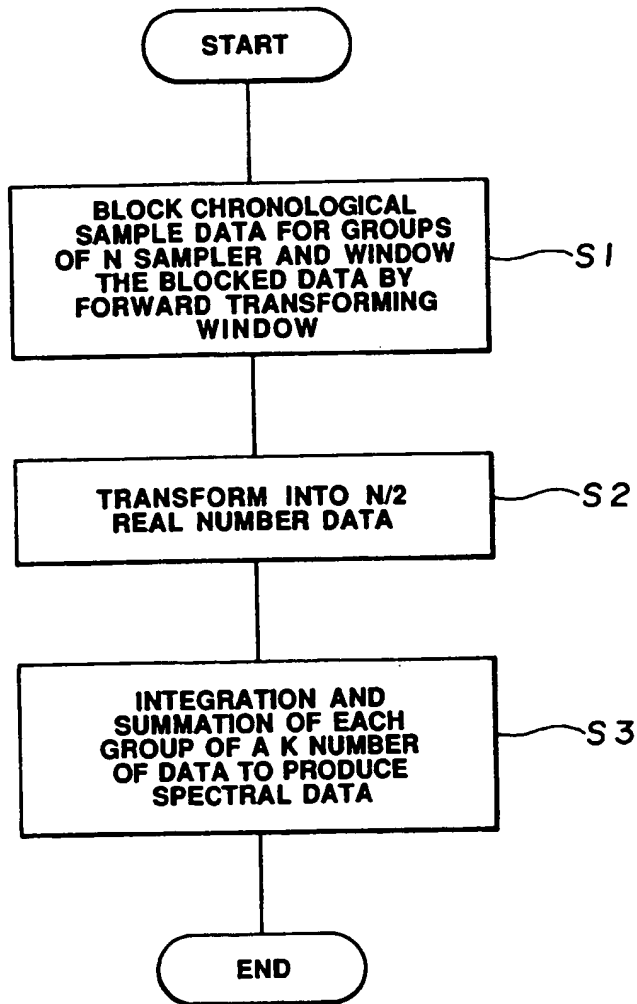 START
BLOCK CHRONOLOGICAL
SAMPLE DATA FOR GROUPS
OF N SAMPLER AND WINDOW
THE BLOCKED DATA BY
FORWARD TRANSFORMING
WINDOW
S1
TRANSFORM INTO N/2
REAL NUMBER DATA
S2
INTEGRATION AND
SUMMATION OF EACH
GROUP OF A K NUMBER
OF DATA TO PRODUCE
SPECTRAL DATA
S3
END